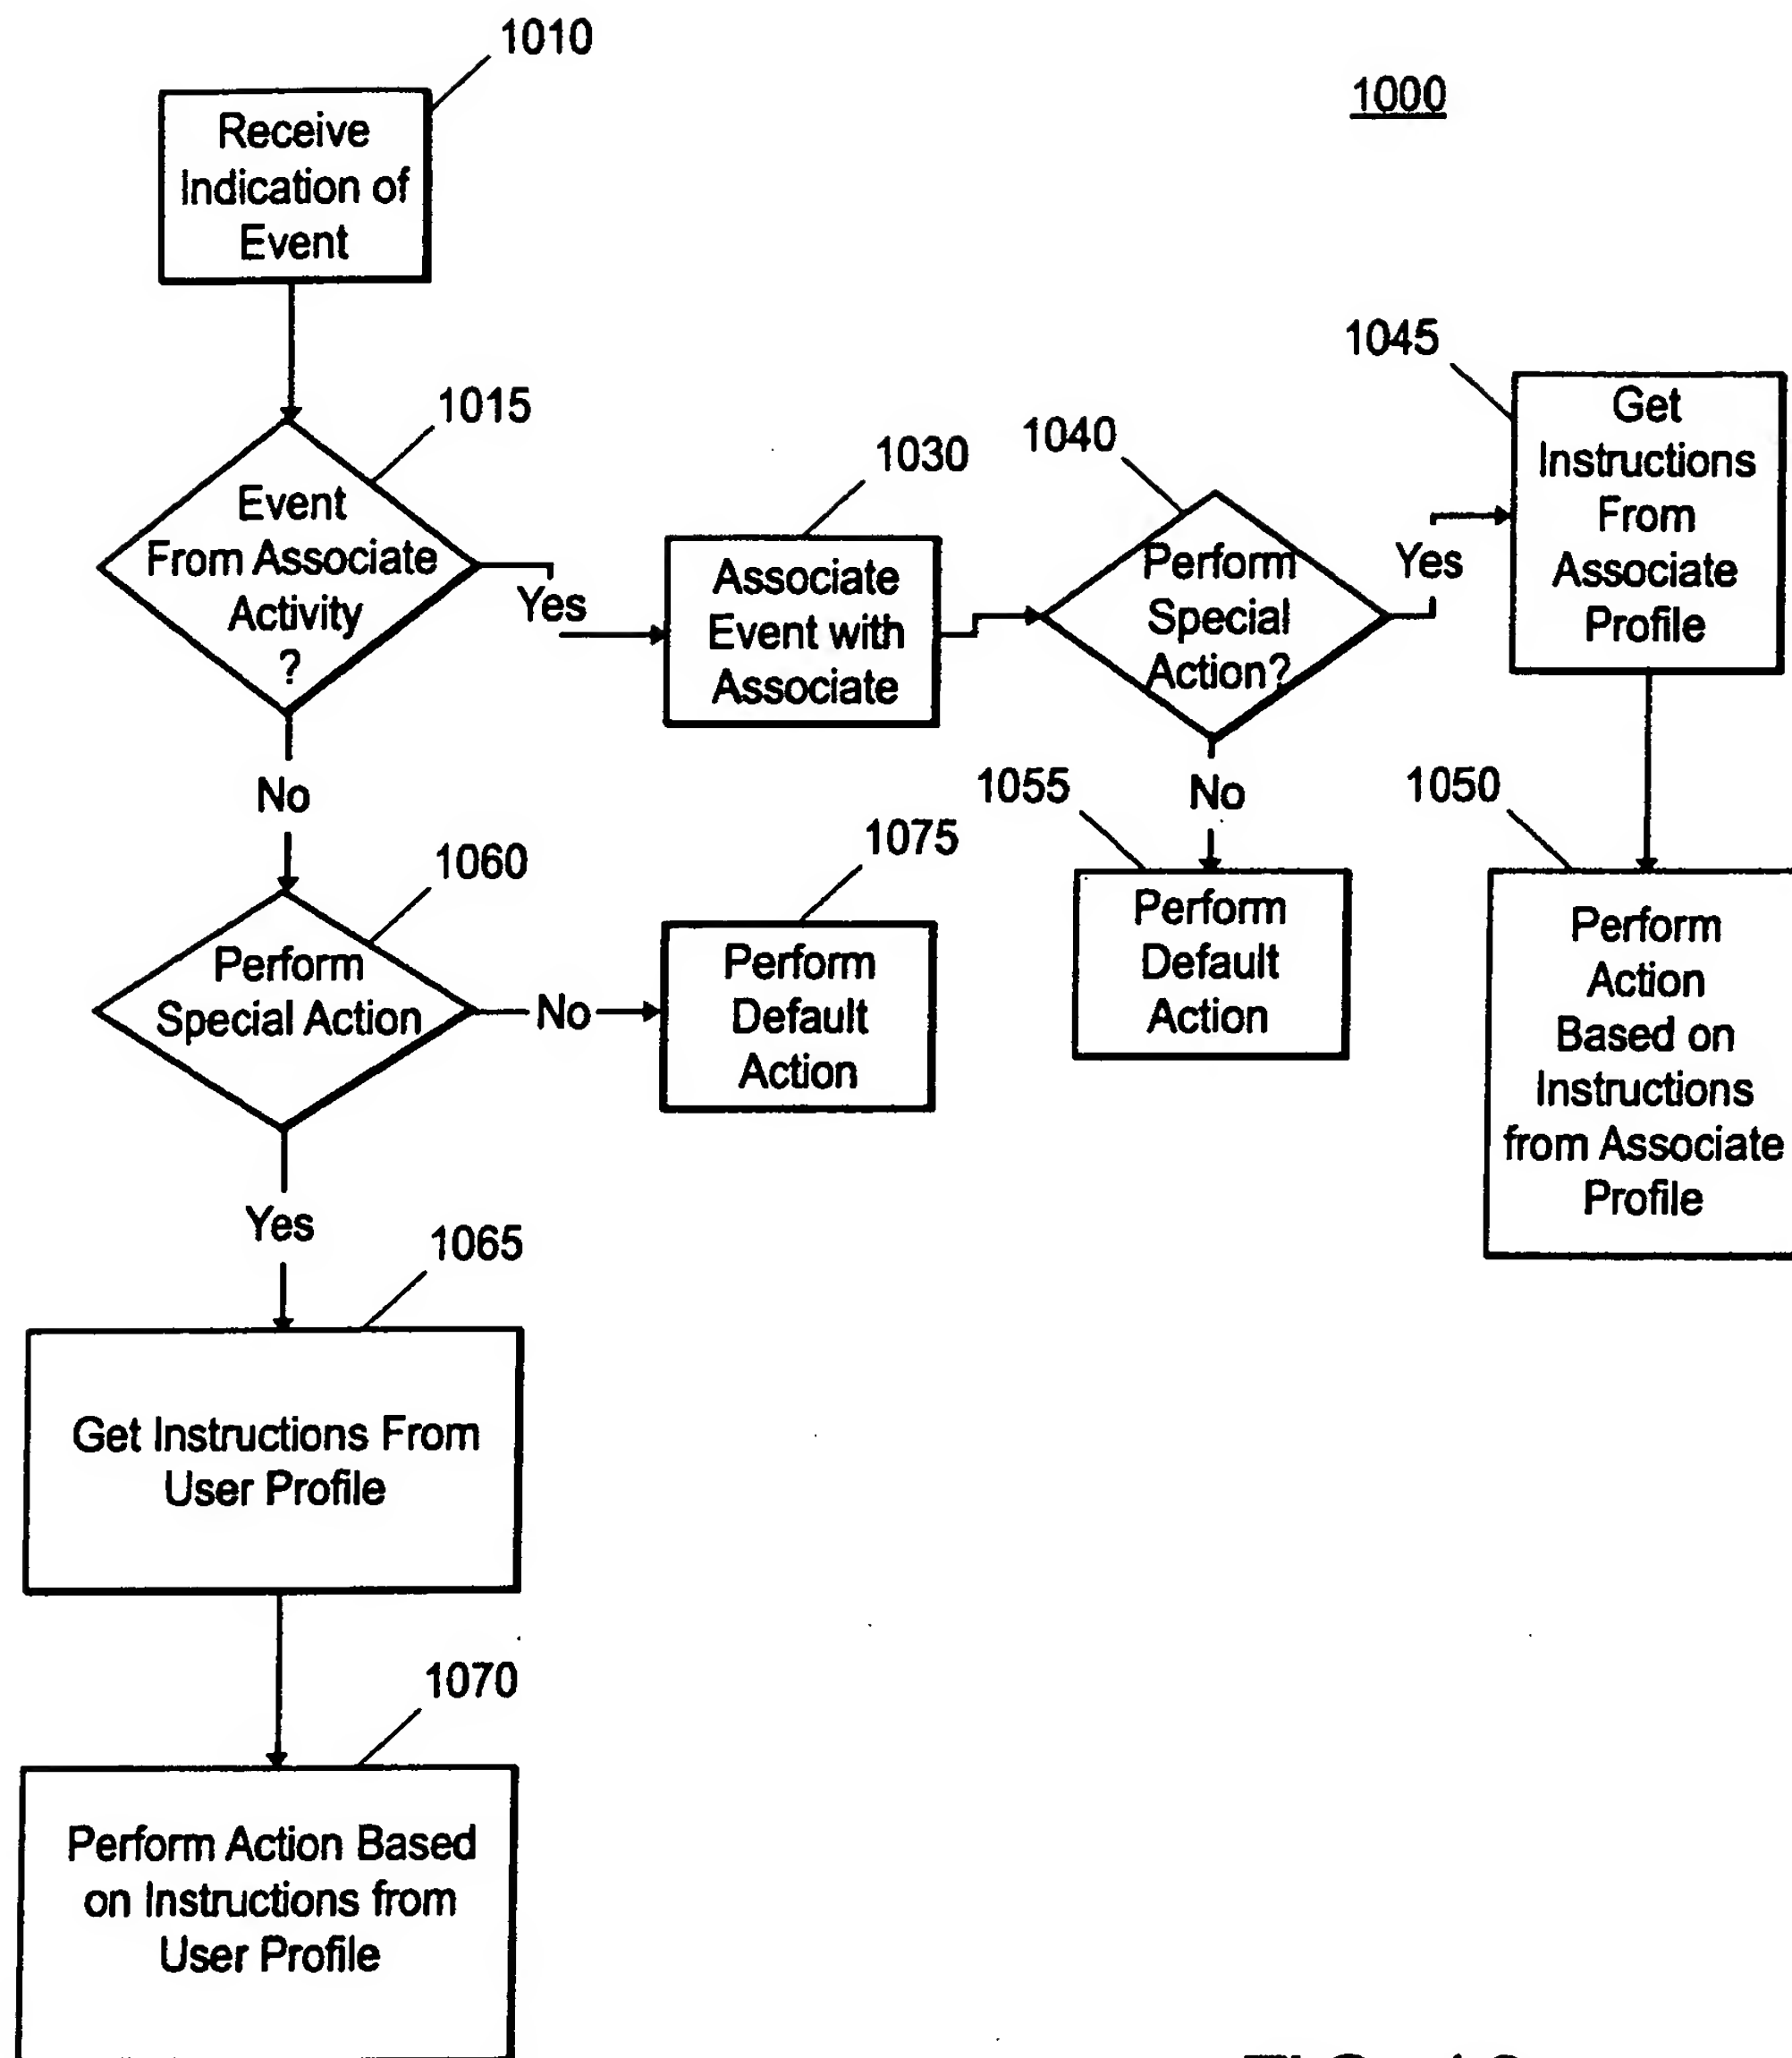 1010
1000
Receive
Indication of
Event
1015
Event
From Associate
Activity
?
Yes
No
1030
Associate
Event with
Associate
1040
Perform
Special
Action?
Yes
No
1045
Get
Instructions
From
Associate
Profile
1055
Perform
Default
Action
1050
Perform
Action
Based on
Instructions
from Associate
Profile
1060
Perform
Special Action
No
Yes
1075
Perform
Default
Action
1065
Get Instructions From
User Profile
1070
Perform Action Based
on Instructions from
User Profile